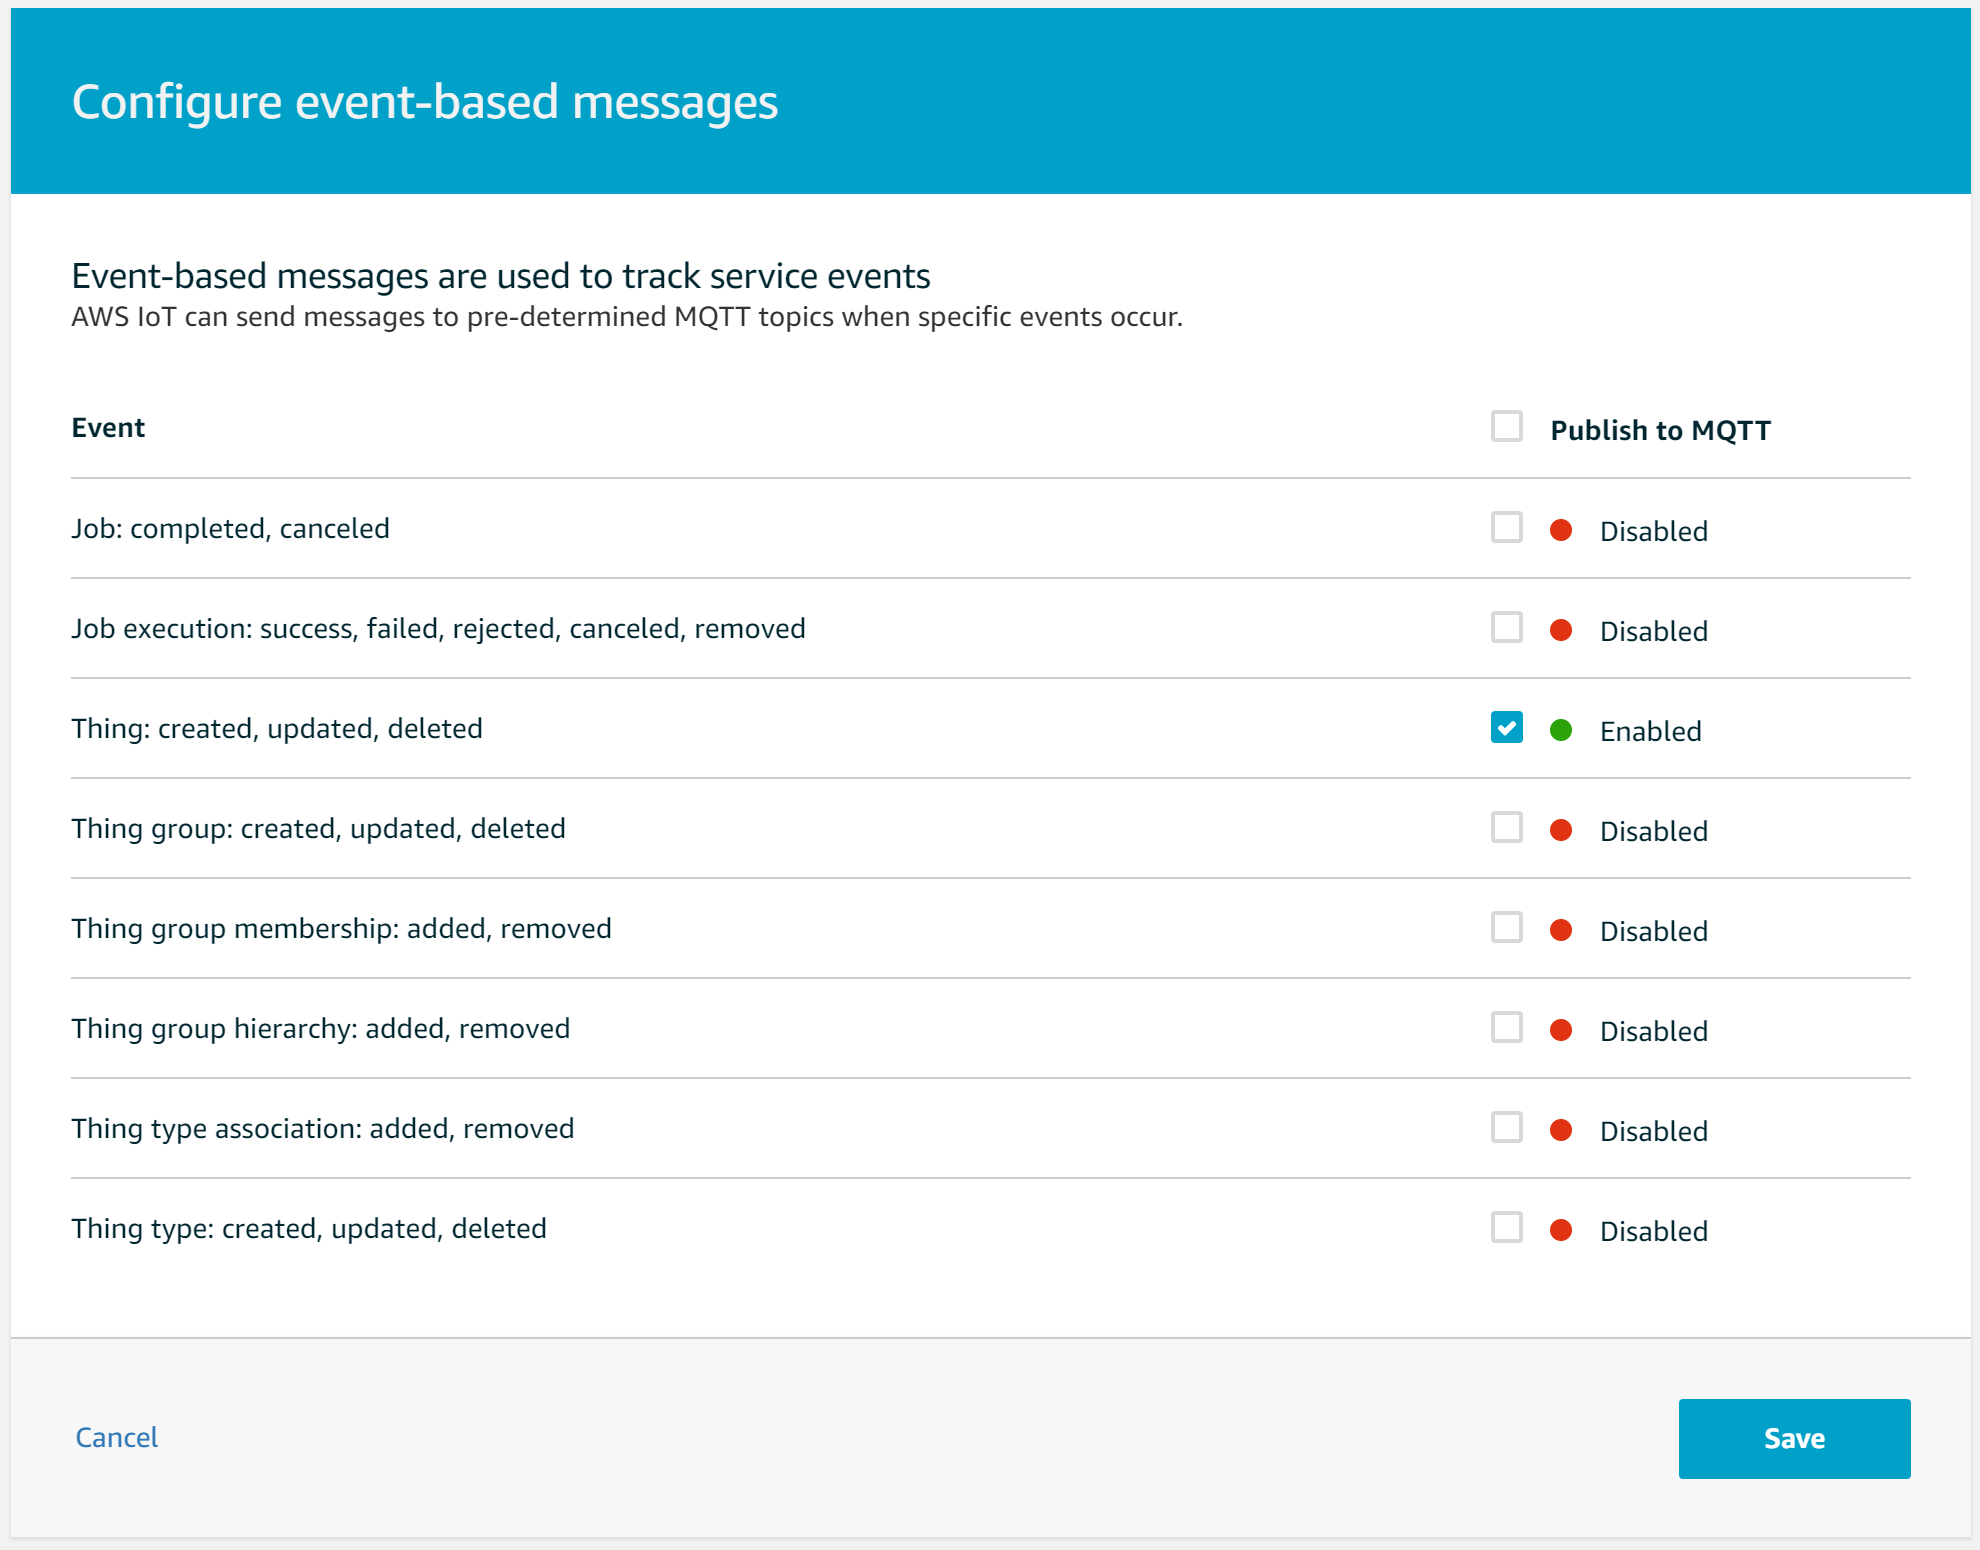 Configure event-based messages
Event-based messages are used to track service events
AWS IoT can send messages to pre-determined MQTT topics when specific events occur.
Event Publish to MQTT
Job: completed, canceled Disabled
Job execution: success, failed, rejected, canceled, removed Disabled
Thing: created, updated, deleted Enabled
Thing group: created, updated, deleted Disabled
Thing group membership: added, removed Disabled
Thing group hierarchy: added, removed Disabled
Thing type association: added, removed Disabled
Thing type: created, updated, deleted Disabled
Cancel Save